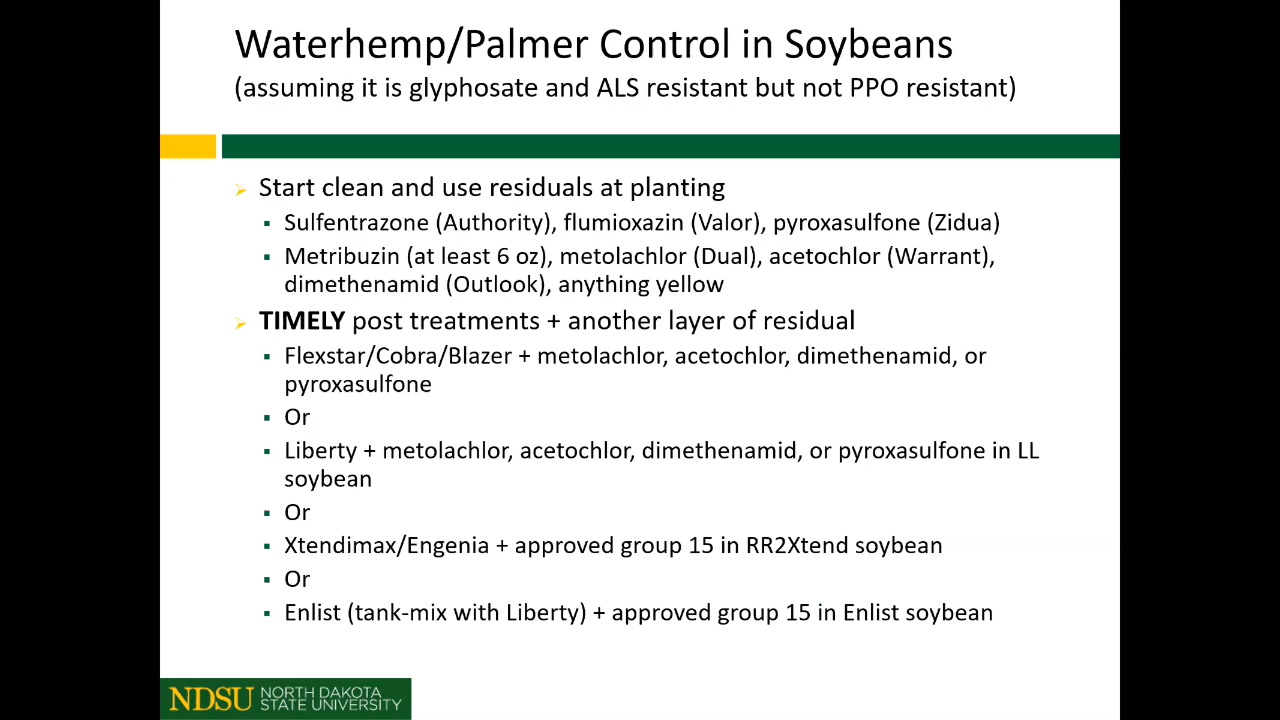 Waterhemp/Palmer Control in Soybeans
(assuming it is glyphosate and ALS resistant but not PPO resistant)
Start clean and use residuals at planting
Sulfentrazone (Authority), flumioxazin (Valor), pyroxasulfone (Zidua)
Metribuzin (at least 6 oz), metolachlor (Dual), acetochlor (Warrant),
dimethenamid (Outlook), anything yellow
TIMELY post treatments + another layer of residual
Flexstar/Cobra/Blazer + metolachlor, acetochlor, dimethenamid, or
pyroxasulfone
Or
Liberty + metolachlor, acetochlor, dimethenamid, or pyroxasulfone in LL
soybean
Or
Xtendimax/Engenia + approved group 15 in RR2Xtend soybean
Or
Enlist (tank-mix with Liberty) + approved group 15 in Enlist soybean
NDSU NORTH DAKOTA
STATE UNIVERSITY